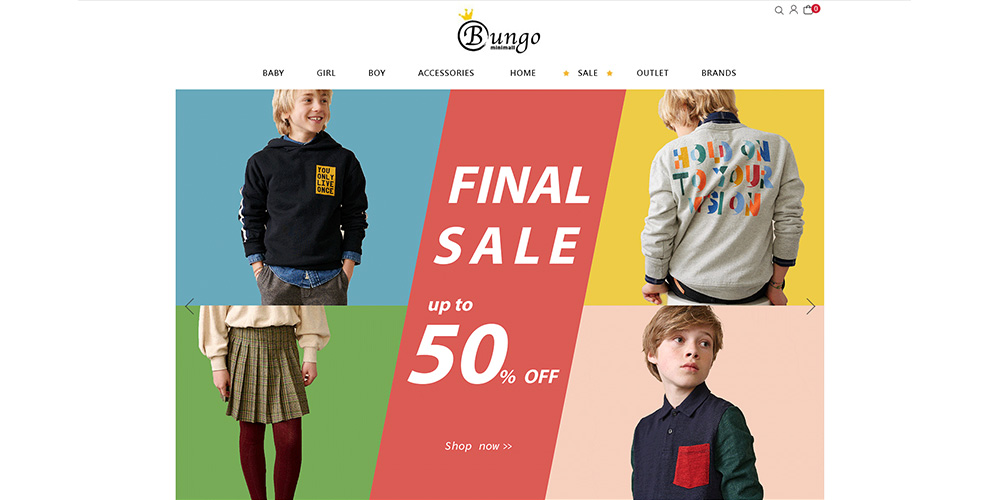 0
Bungo
minimall
BABY GIRL BOY ACCESSORIES HOME SALE OUTLET BRANDS
YOU
ONLY
LIVE
ONCE
HOLD ON
TO YOUR
VISION
FINAL
SALE
up to
50% OFF
Shop now >>